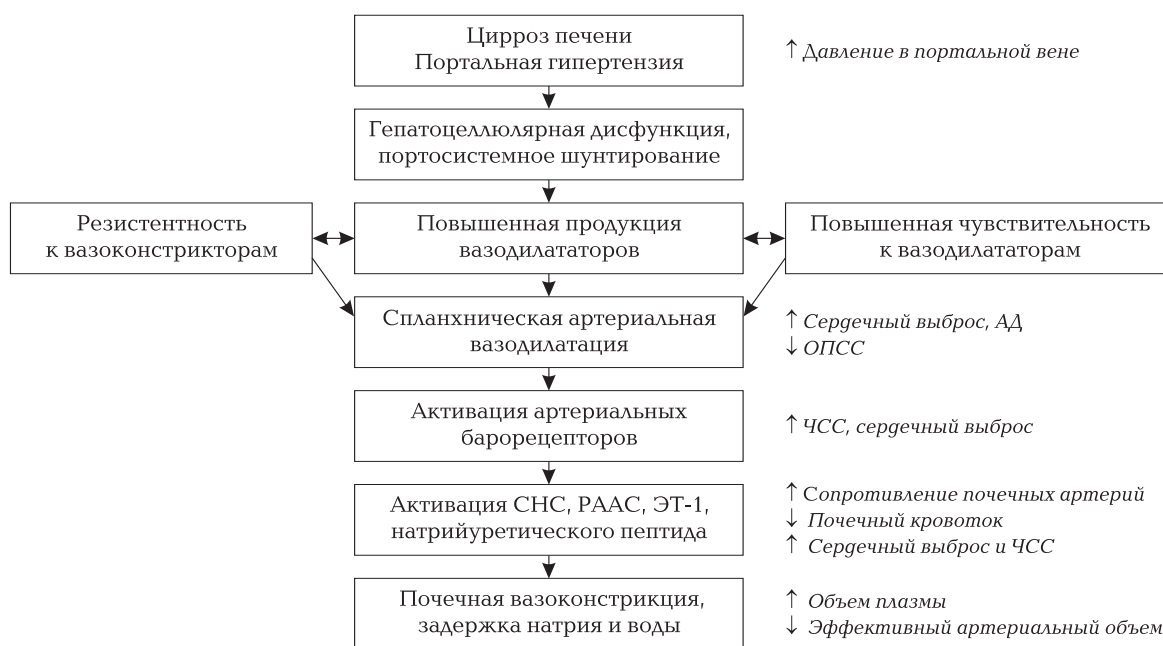 Цирроз печени
Портальная гипертензия
↑ Давление в портальной вене
Гепатоцеллюлярная дисфункция,
портосистемное шунтирование
Резистентность
к вазоконстрикторам
Повышенная продукция
вазодилататоров
Повышенная чувствительность
к вазодилататорам
Спланхническая артериальная
вазодилатация
↑ Сердечный выброс, АД
↓ ОПСС
Активация артериальных
барорецепторов
↑ ЧСС, сердечный выброс
Активация СНС, РААС, ЭТ-1,
натрийуретического пептида
↑ Сопротивление почечных артерий
↓ Почечный кровоток
↑ Сердечный выброс и ЧСС
Почечная вазоконстрикция,
задержка натрия и воды
↑ Объем плазмы
↓ Эффективный артериальный объем